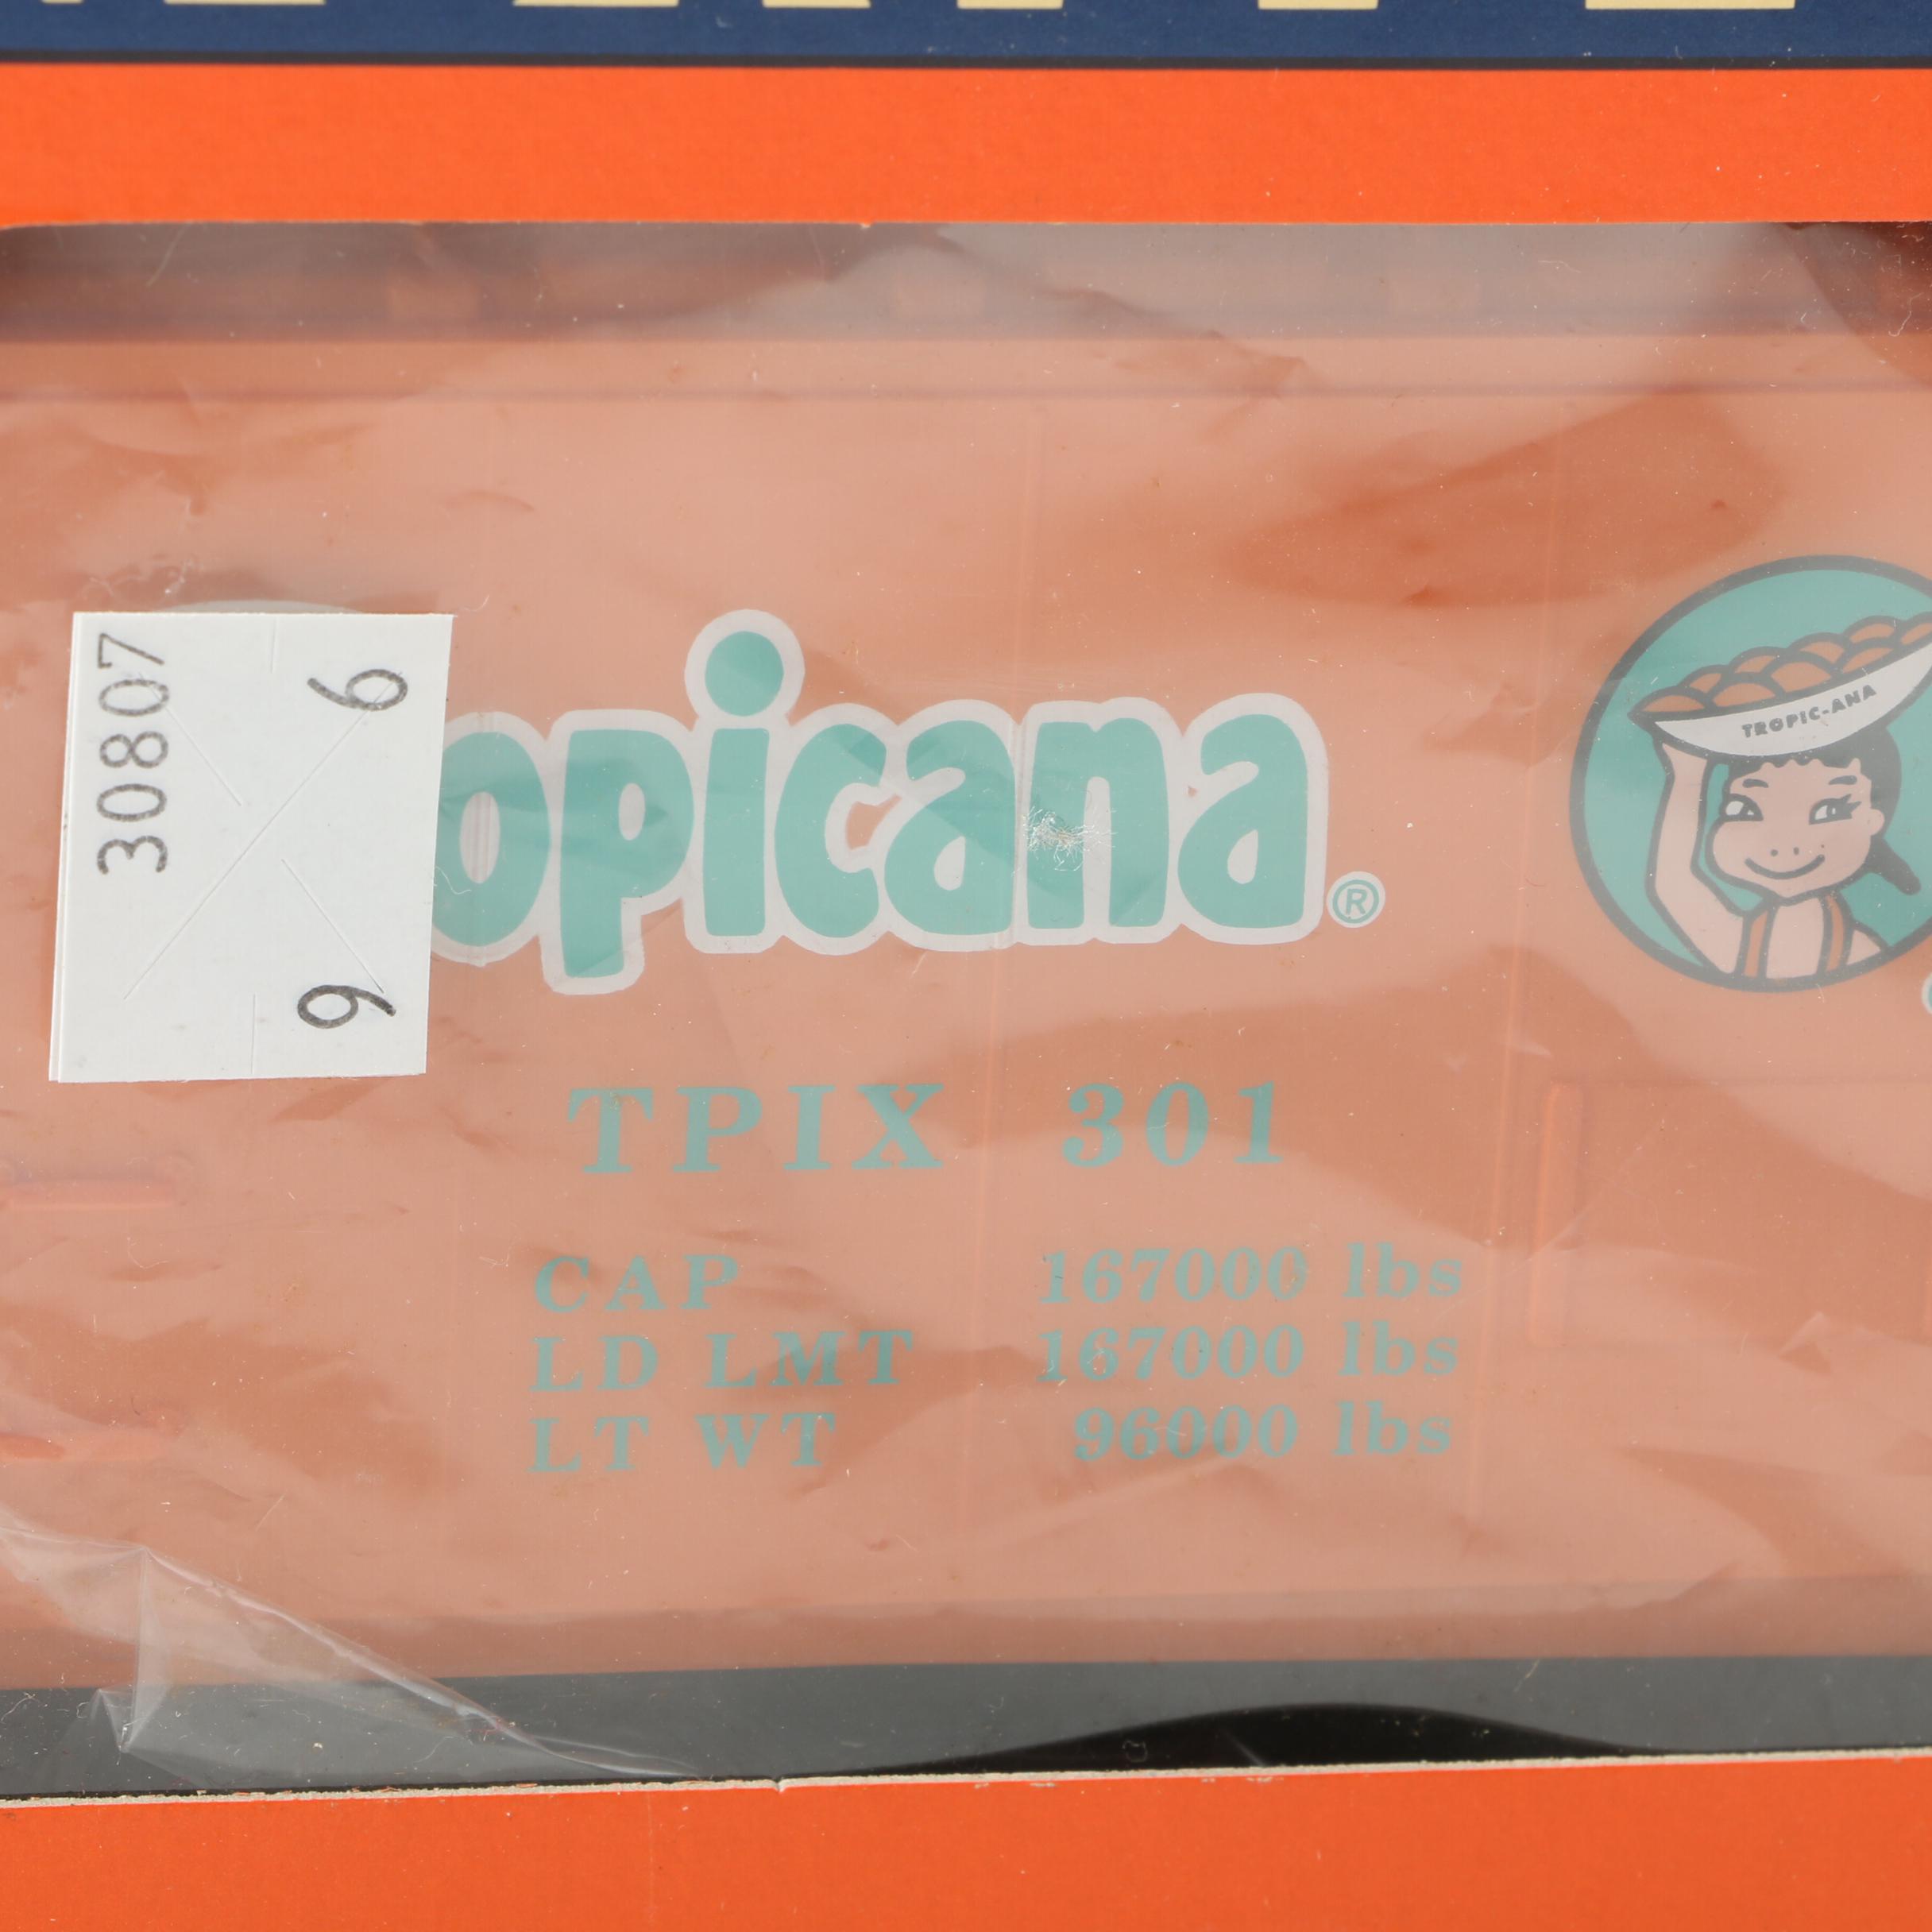 30807
6
9
opicana®
TROPIC-ANA
TPIX 301
CAP 167000 lbs
LD LMT 167000 lbs
LT WT 96000 lbs